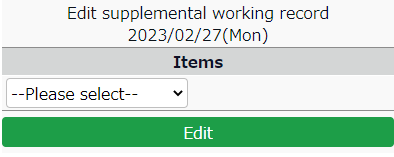 Edit supplemental working record
2023/02/27(Mon)
Items
--Please select--
Edit